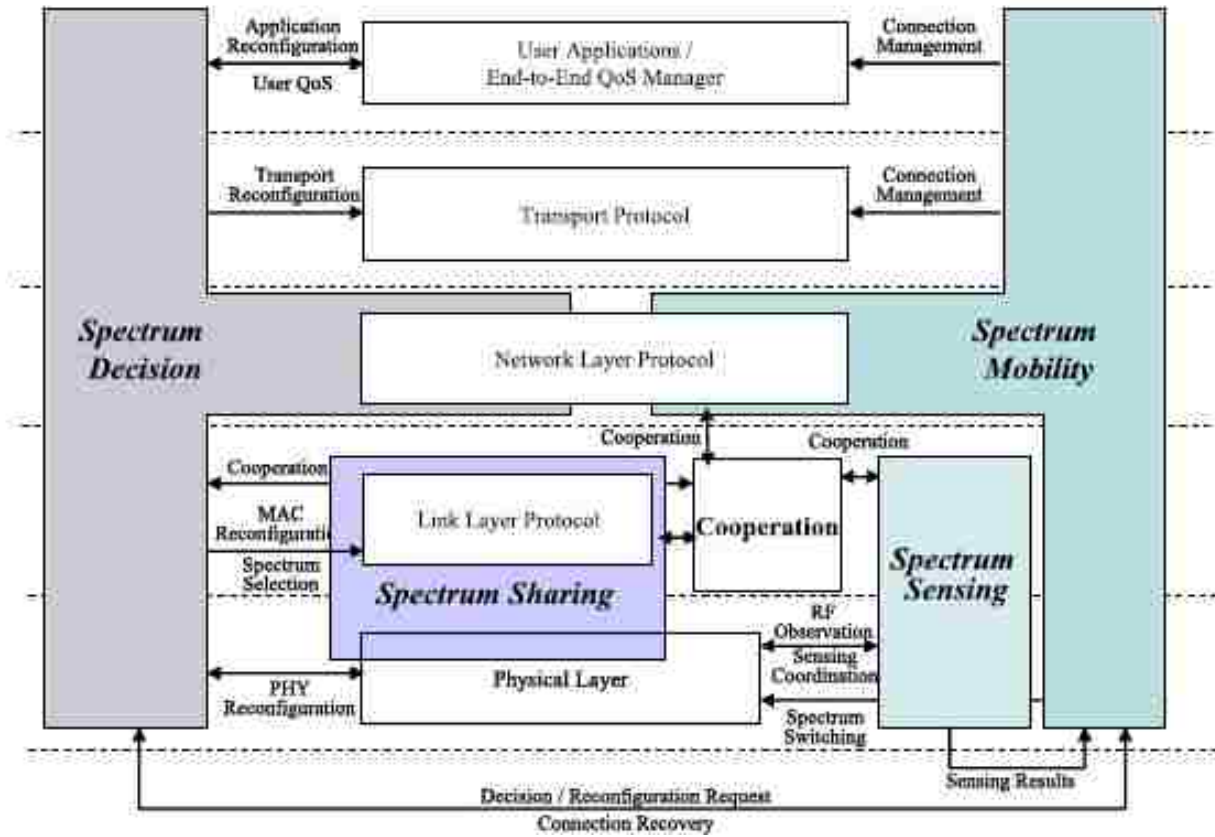 Application
Reconfiguration
User QoS
User Applications /
End-to-End QoS Manager
Connection
Management
Transport
Reconfiguration
Transport Protocol
Connection
Management
Spectrum
Decision
Network Layer Protocol
Spectrum
Mobility
Cooperation
Cooperation
Cooperation
MAC
Reconfiguration
Spectrum
Selection
Link Layer Protocol
Spectrum Sharing
Cooperation
Spectrum
Sensing
RF
Observation
Sensing
Coordination
Physical Layer
PHY
Reconfiguration
Spectrum
Switching
Sensing Results
Decision / Reconfiguration Request
Connection Recovery